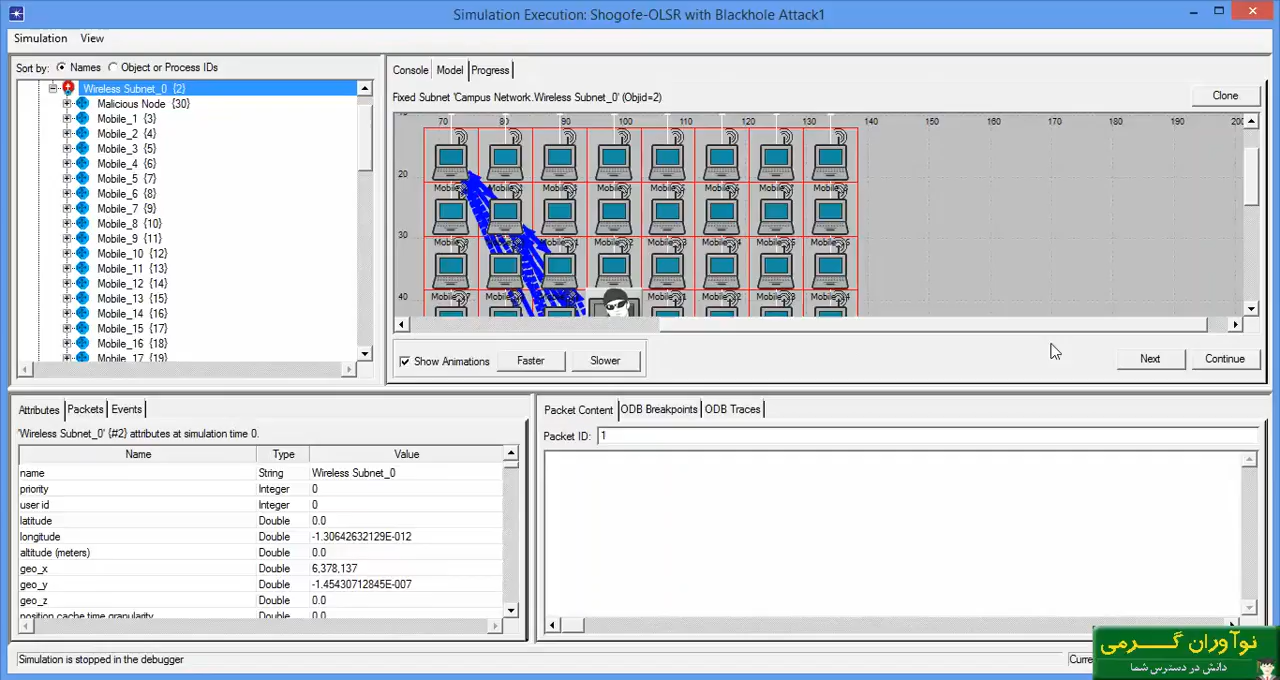 Simulation Execution: Shogofe-OLSR with Blackhole Attack1
Simulation View
Sort by: Names Object or Process IDs
Wireless Subnet_0 {2}
Malicious Node {30}
Mobile_1 {3}
Mobile_2 {4}
Mobile_3 {5}
Mobile_4 {6}
Mobile_5 {7}
Mobile_6 {8}
Mobile_7 {9}
Mobile_8 {10}
Mobile_9 {11}
Mobile_10 {12}
Mobile_11 {13}
Mobile_12 {14}
Mobile_13 {15}
Mobile_14 {16}
Mobile_15 {17}
Mobile_16 {18}
Mobile_17 {19}
Console Model Progress
Fixed Subnet 'Campus Network.Wireless Subnet_0' (Objid=2)
Clone
70 80 90 100 110 120 130 140 150 160 170 180 190
20
30
40
Show Animations Faster Slower
Next Continue
Attributes Packets Events
'Wireless Subnet_0' {#2} attributes at simulation time 0.
Name Type Value
name String Wireless Subnet_0
priority Integer 0
user id Integer 0
latitude Double 0.0
longitude Double -1.30642632129E-012
altitude (meters) Double 0.0
geo_x Double 6,378,137
geo_y Double -1.45430712845E-007
geo_z Double 0.0
position cache time granularity Double 0.0
Packet Content ODB Breakpoints ODB Traces
Packet ID: 1
Simulation is stopped in the debugger
نوآوران گرمی
دانش در دسترس شما